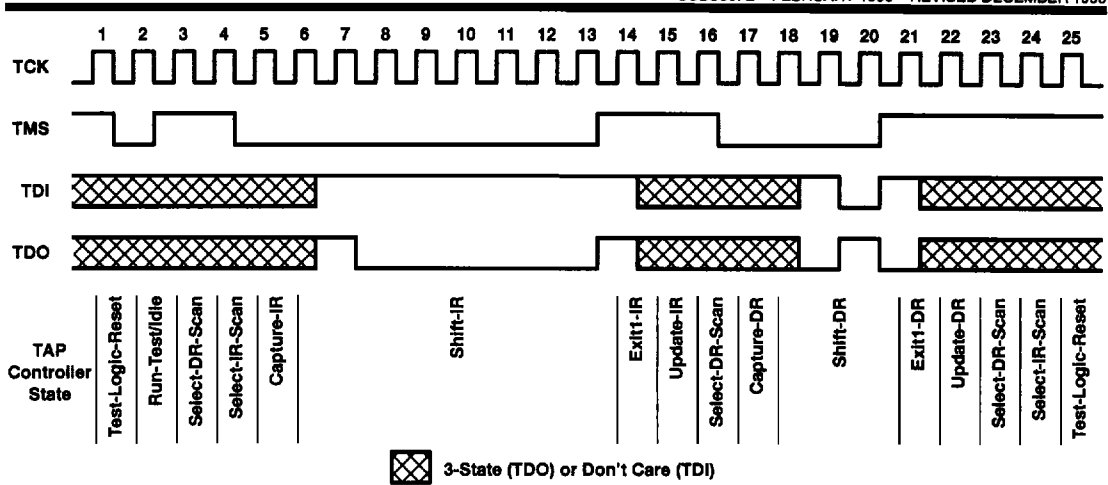 1 2 3 4 5 6 7 8 9 10 11 12 13 14 15 16 17 18 19 20 21 22 23 24 25
TCK
TMS
TDI
TDO
TAP
Controller
State
Test-Logic-Reset
Run-Test/Idle
Select-DR-Scan
Select-IR-Scan
Capture-IR
Shift-IR
Exit1-IR
Update-IR
Select-DR-Scan
Capture-DR
Shift-DR
Exit1-DR
Update-DR
Select-DR-Scan
Select-IR-Scan
Test-Logic-Reset
3-State (TDO) or Don't Care (TDI)